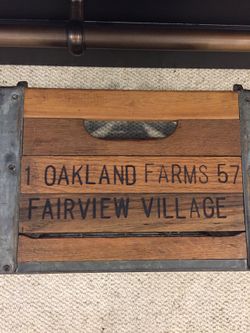 1 OAKLAND FARMS 57
FAIRVIEW VILLAGE